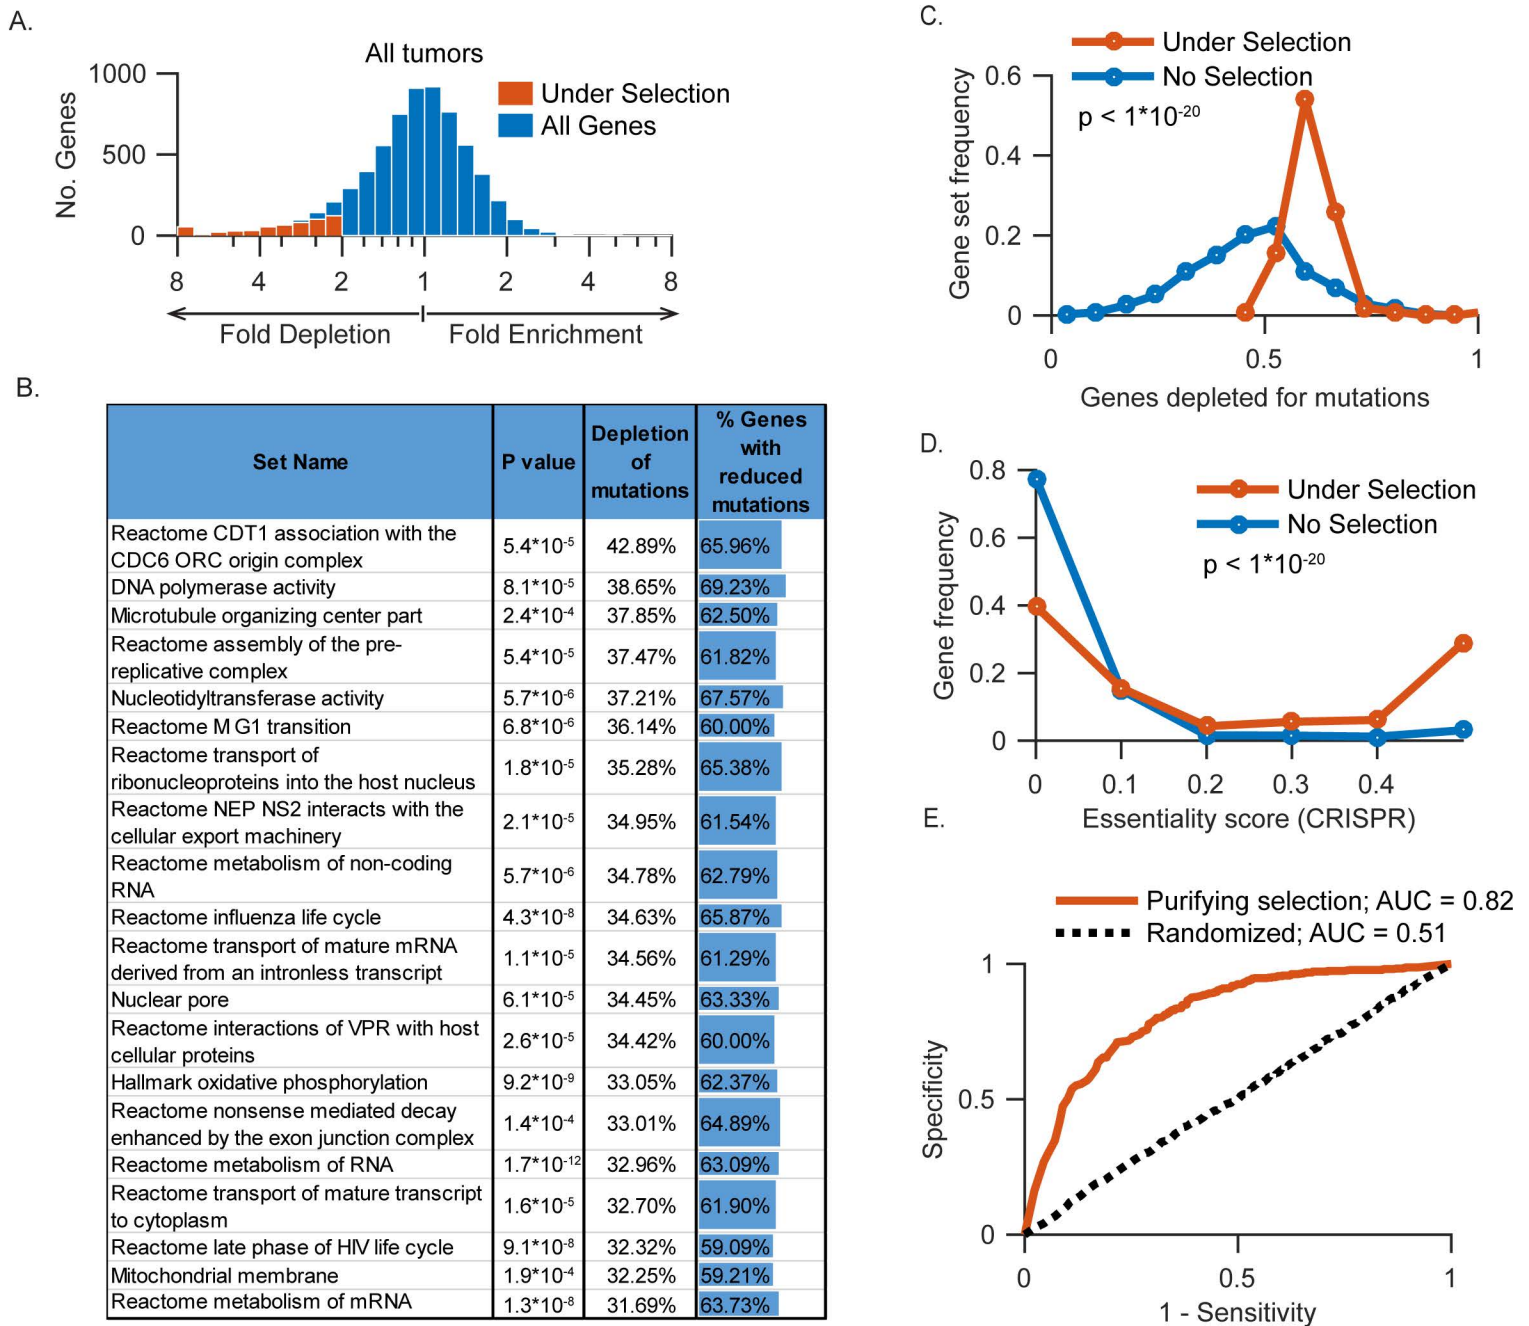 A.
All tumors
1000
500
0
No. Genes
Under Selection
All Genes
8 4 2 1 2 4 8
Fold Depletion Fold Enrichment
B.
Set Name P value Depletion of mutations % Genes with reduced mutations
Reactome CDT1 association with the
CDC6 ORC origin complex 5.4*10-5 42.89% 65.96%
DNA polymerase activity 8.1*10-5 38.65% 69.23%
Microtubule organizing center part 2.4*10-4 37.85% 62.50%
Reactome assembly of the pre-
replicative complex 5.4*10-5 37.47% 61.82%
Nucleotidyltransferase activity 5.7*10-6 37.21% 67.57%
Reactome M G1 transition 6.8*10-6 36.14% 60.00%
Reactome transport of
ribonucleoproteins into the host nucleus 1.8*10-5 35.28% 65.38%
Reactome NEP NS2 interacts with the
cellular export machinery 2.1*10-5 34.95% 61.54%
Reactome metabolism of non-coding
RNA 5.7*10-6 34.78% 62.79%
Reactome influenza life cycle 4.3*10-8 34.63% 65.87%
Reactome transport of mature mRNA
derived from an intronless transcript 1.1*10-5 34.56% 61.29%
Nuclear pore 6.1*10-5 34.45% 63.33%
Reactome interactions of VPR with host
cellular proteins 2.6*10-5 34.42% 60.00%
Hallmark oxidative phosphorylation 9.2*10-9 33.05% 62.37%
Reactome nonsense mediated decay
enhanced by the exon junction complex 1.4*10-4 33.01% 64.89%
Reactome metabolism of RNA 1.7*10-12 32.96% 63.09%
Reactome transport of mature transcript
to cytoplasm 1.6*10-5 32.70% 61.90%
Reactome late phase of HIV life cycle 9.1*10-8 32.32% 59.09%
Mitochondrial membrane 1.9*10-4 32.25% 59.21%
Reactome metabolism of mRNA 1.3*10-8 31.69% 63.73%
C.
Under Selection
No Selection
p < 1*10-20
0.6
0.4
0.2
0
Gene set frequency
0 0.5 1
Genes depleted for mutations
D.
0.8
0.6
0.4
0.2
0
Gene frequency
Under Selection
No Selection
p < 1*10-20
0 0.1 0.2 0.3 0.4
Essentiality score (CRISPR)
E.
Purifying selection; AUC = 0.82
Randomized; AUC = 0.51
1
0.5
0
Specificity
0 0.5 1
1 - Sensitivity